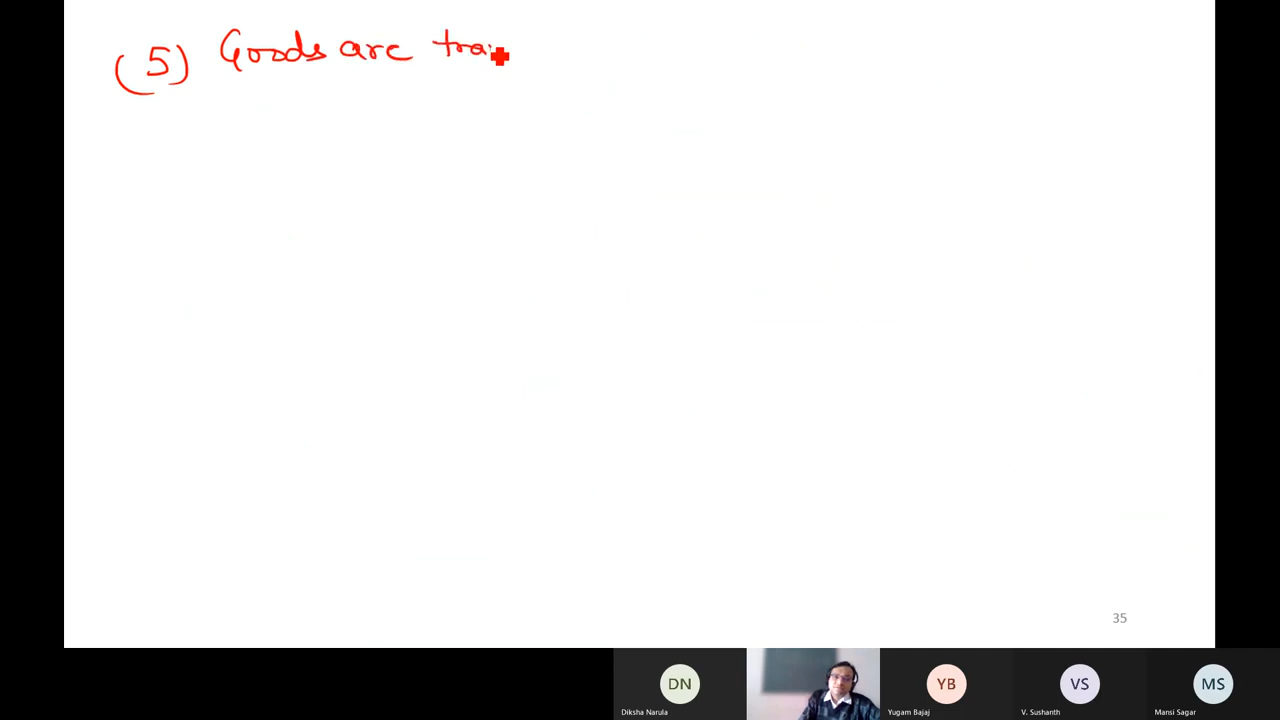 (5) Goods are tra
35
DN
YB
VS
MS
Diksha Narula
Yugam Bajaj
V. Sushanth
Mansi Sagar